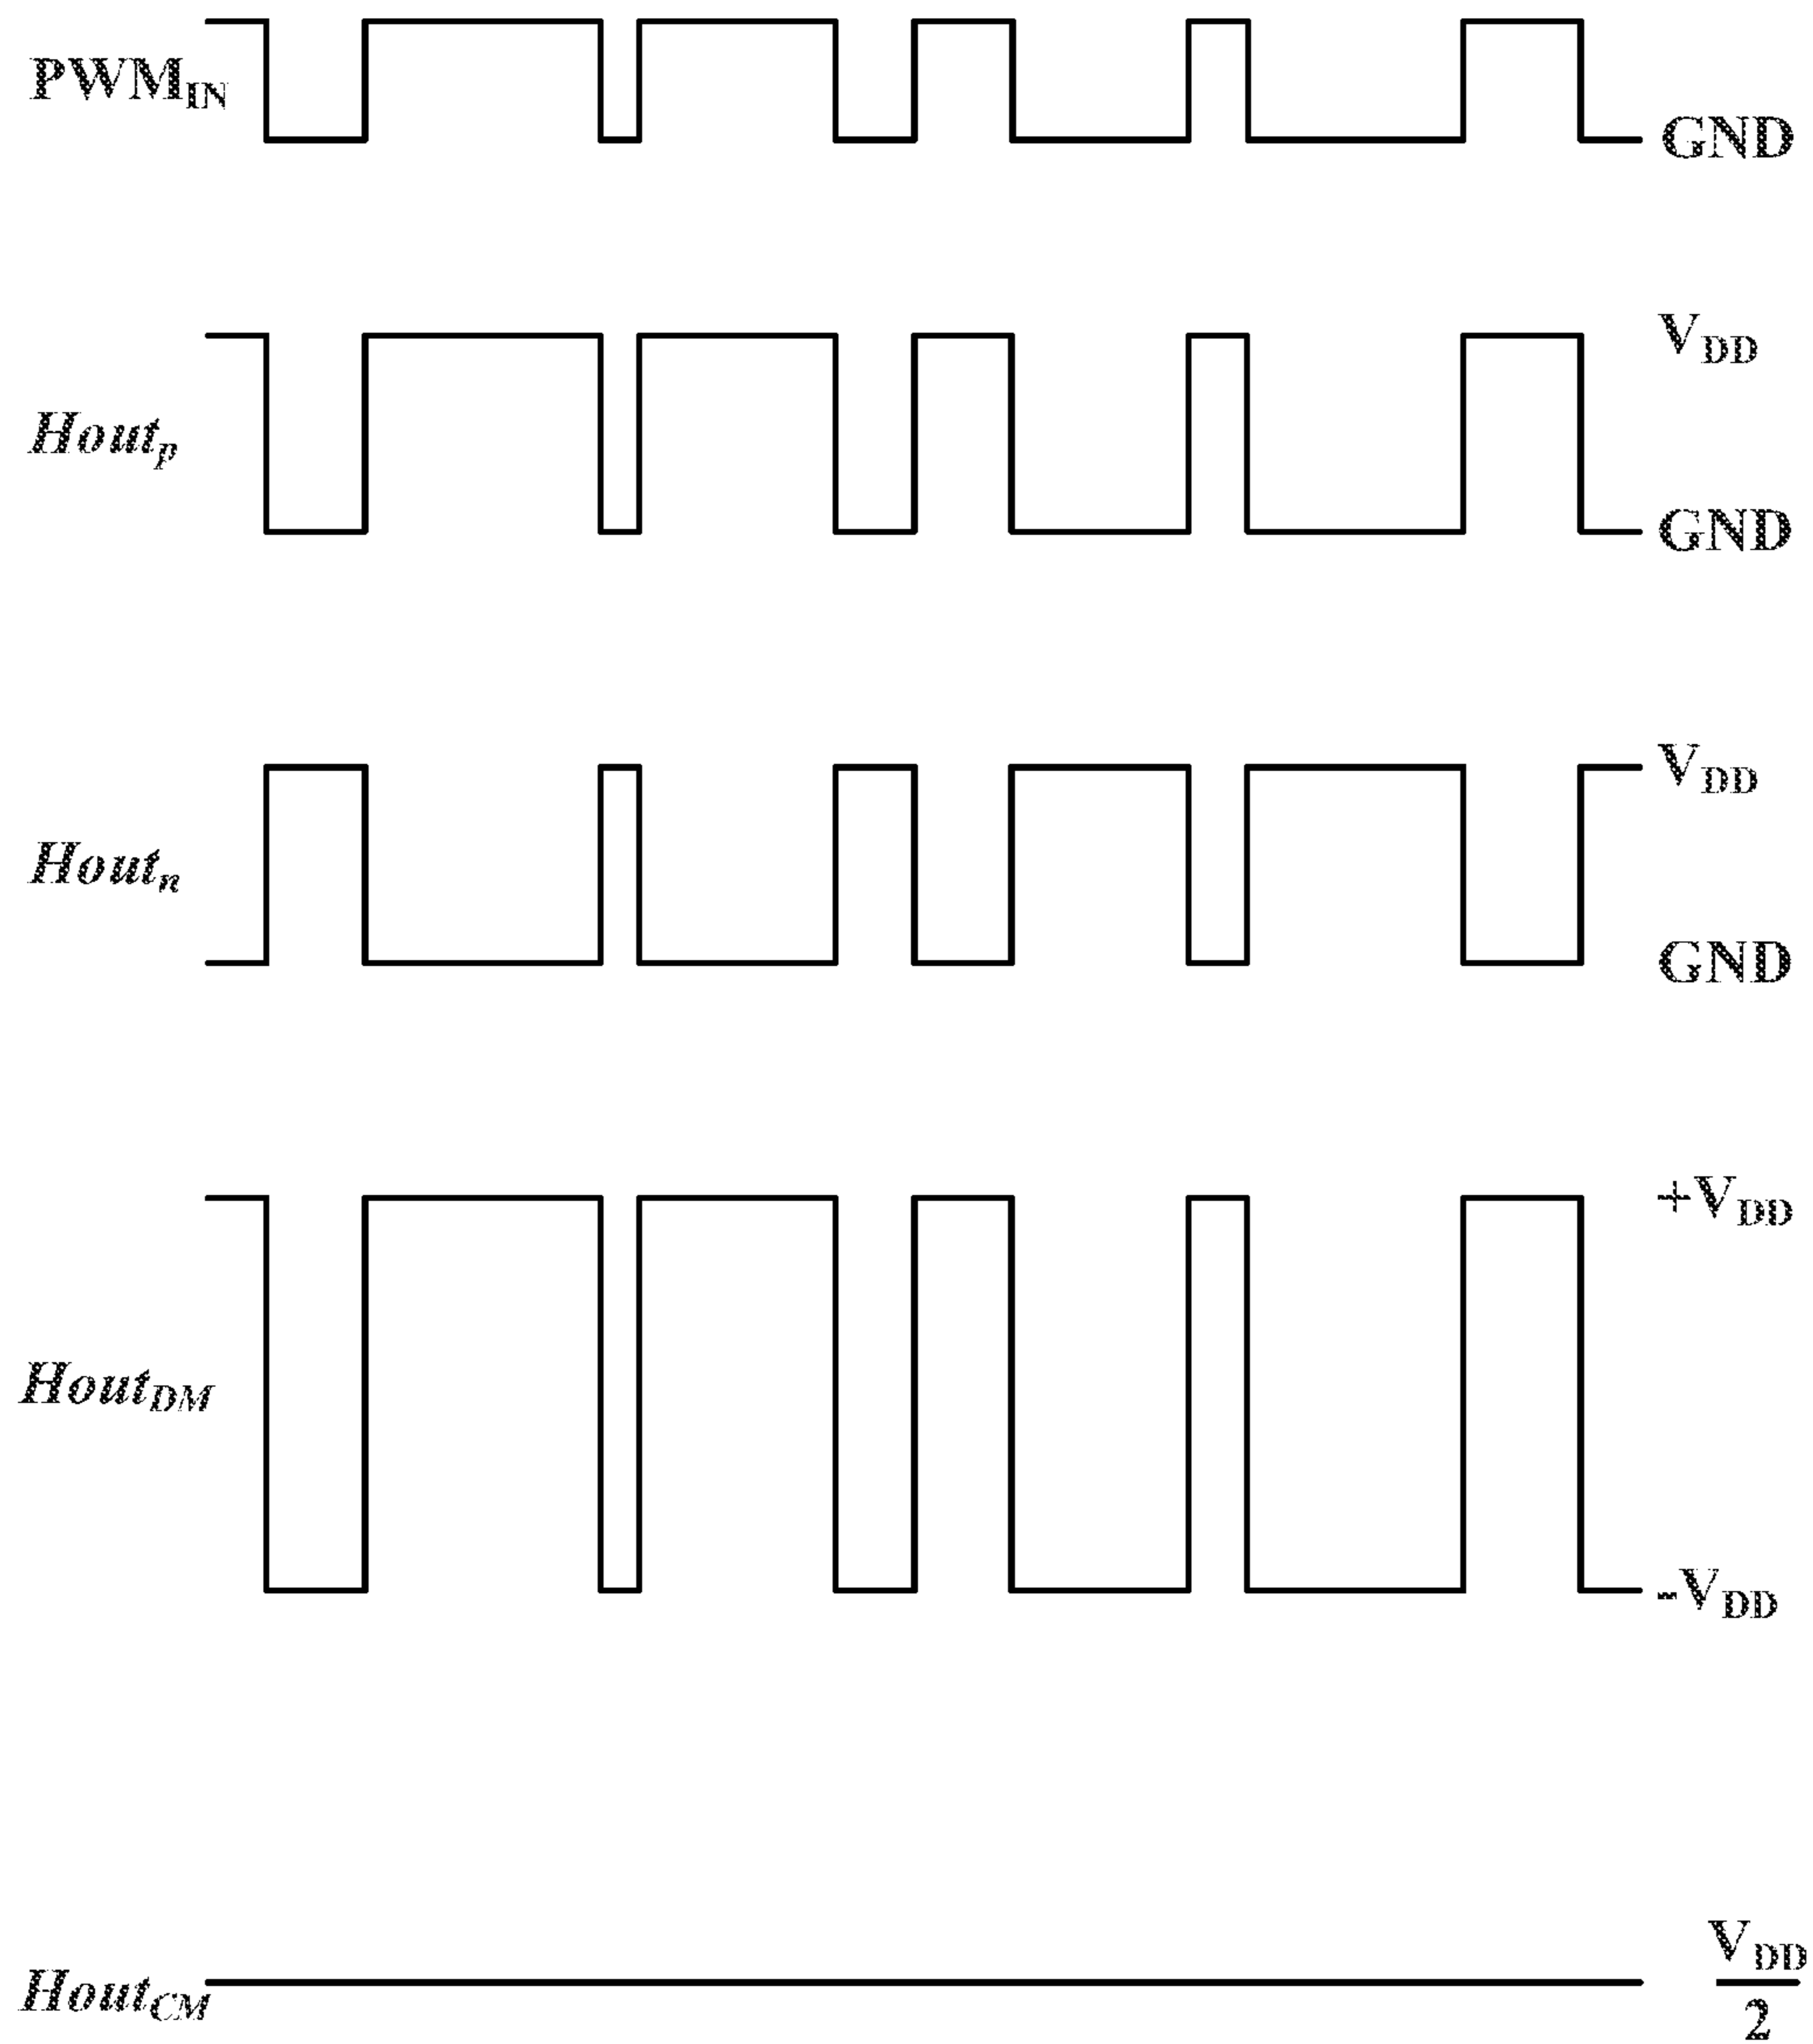 PWM_IN
GND
V_DD
Hout_p
GND
V_DD
Hout_n
GND
+V_DD
Hout_DM
-V_DD
V_DD
Hout_CM
2